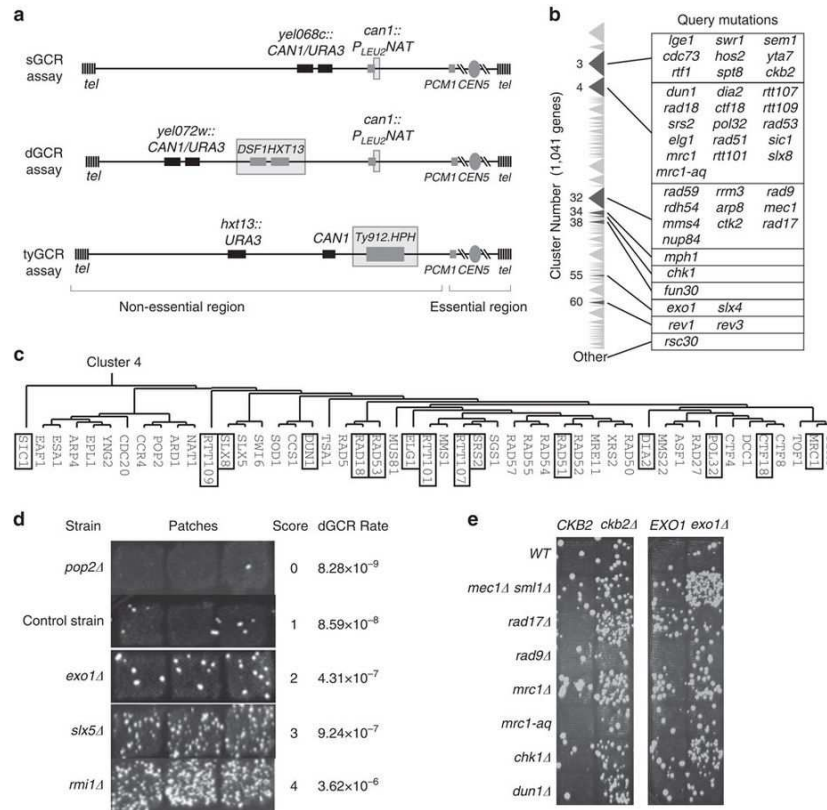 a
sGCR
assay
yel068c::
CAN1/URA3
can1::
PLEU2NAT
tel
PCM1 CEN5
tel
dGCR
assay
yel072w::
CAN1/URA3
DSF1HXT13
can1::
PLEU2NAT
tel
PCM1 CEN5
tel
tyGCR
assay
hxt13::
URA3
CAN1
Ty912.HPH
tel
PCM1 CEN5
tel
Non-essential region
Essential region
b
Query mutations
Cluster Number (1,041 genes)
3
4
32
34
38
55
60
Other
lge1 swr1 sem1
cdc73 hos2 yta7
rtf1 spt8 ckb2
dun1 dia2 rtt107
rad18 ctf18 rtt109
srs2 pol32 rad53
elg1 rad51 sic1
mrc1 rtt101 slx8
mrc1-aq
rad59 rrm3 rad9
rdh54 arp8 mec1
mms4 ctk2 rad17
nup84
mph1
chk1
fun30
exo1 slx4
rev1 rev3
rsc30
c
Cluster 4
SIC1
EAF1
ESA1
ARP4
EPL1
YNG2
CDC20
CCR4
POP2
ARD1
NAT1
RTT109
SLX8
SLX5
SWI6
SOD1
CCS1
DUN1
TSA1
RAD5
RAD18
RAD53
MUS81
ELG1
RTT101
MMS1
RTT107
SRS2
SGS1
RAD57
RAD55
RAD54
RAD51
RAD52
MRE11
XRS2
RAD50
DIA2
MMS22
ASF1
RAD27
POL32
CTF4
DCC1
CTF18
CTF8
TOF1
MRC1
d
Strain Patches Score dGCR Rate
pop2Δ 0 8.28×10⁻⁹
Control strain 1 8.59×10⁻⁸
exo1Δ 2 4.31×10⁻⁷
slx5Δ 3 9.24×10⁻⁷
rmi1Δ 4 3.62×10⁻⁶
e
CKB2 ckb2Δ EXO1 exo1Δ
WT
mec1Δ sml1Δ
rad17Δ
rad9Δ
mrc1Δ
mrc1-aq
chk1Δ
dun1Δ